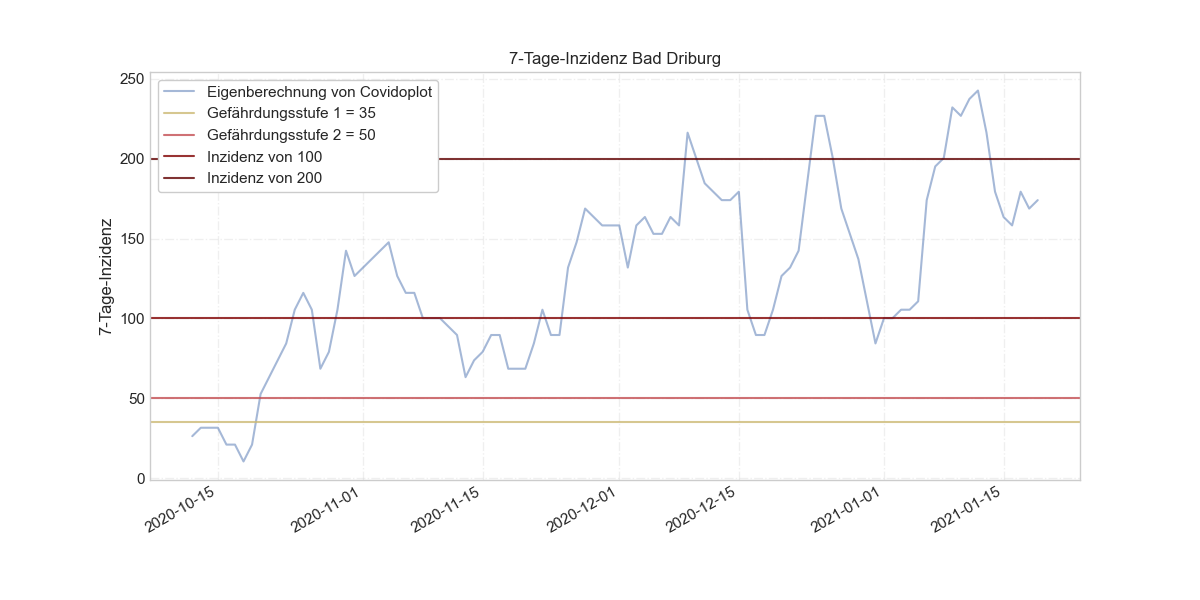 7-Tage-Inzidenz Bad Driburg
250
200
150
100
50
0
7-Tage-Inzidenz
Eigenberechnung von Covidoplot
Gefährdungsstufe 1 = 35
Gefährdungsstufe 2 = 50
Inzidenz von 100
Inzidenz von 200
2020-10-15
2020-11-01
2020-11-15
2020-12-01
2020-12-15
2021-01-01
2021-01-15